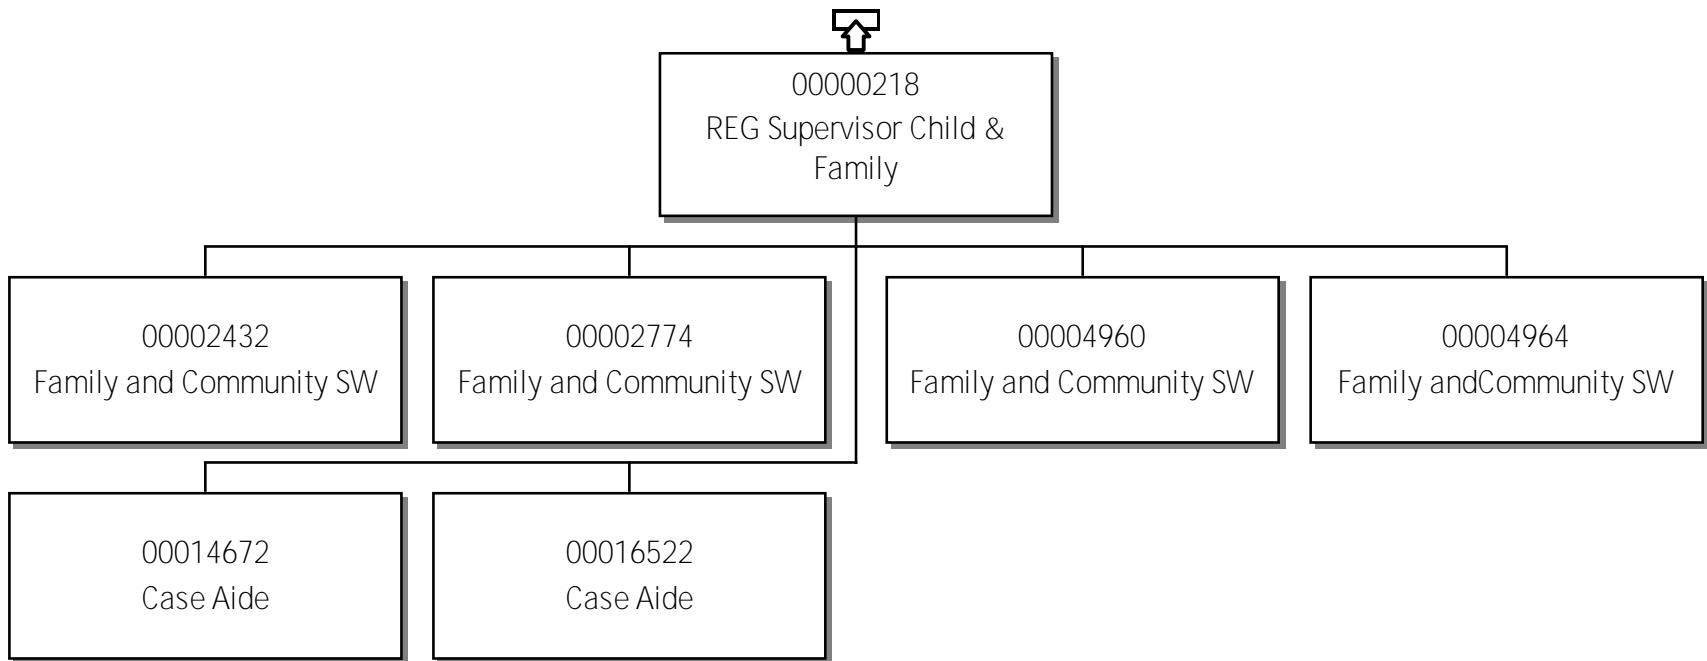 00000218
REG Supervisor Child &
Family
00002432
Family and Community SW
00002774
Family and Community SW
00004960
Family and Community SW
00004964
Family andCommunity SW
00014672
Case Aide
00016522
Case Aide